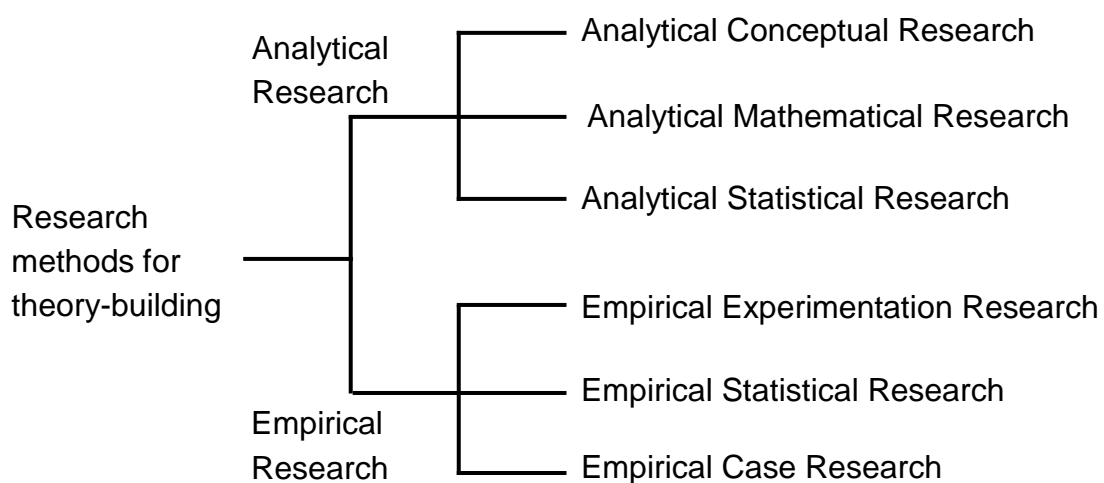 Analytical
Research
Analytical Conceptual Research
Analytical Mathematical Research
Analytical Statistical Research
Research
methods for
theory-building
Empirical Experimentation Research
Empirical Statistical Research
Empirical Case Research
Empirical
Research